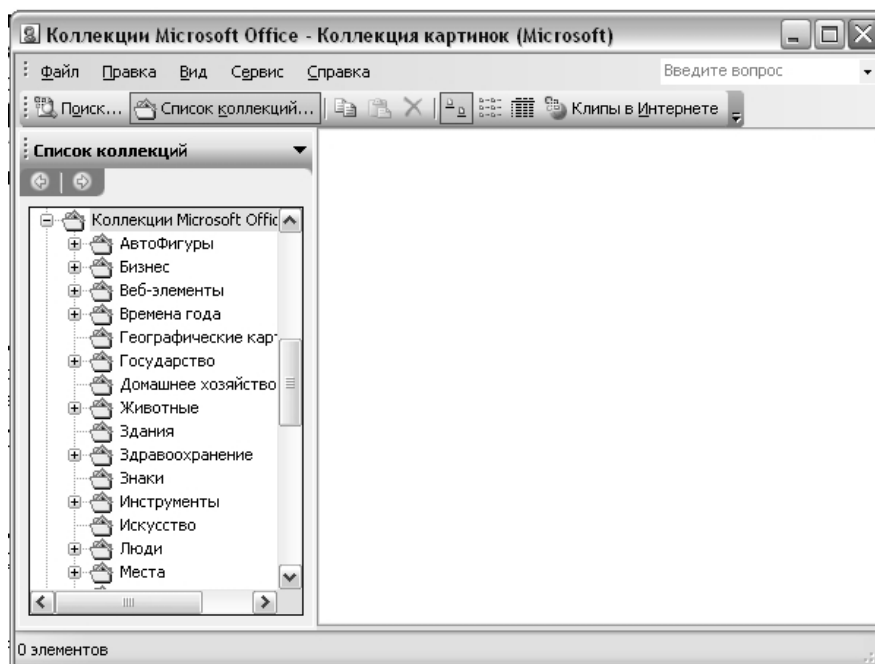 Коллекции Microsoft Office - Коллекция картинок (Microsoft)
Файл Правка Вид Сервис Справка Введите вопрос
Поиск... Список коллекций... Клипы в Интернете
Список коллекций
Коллекции Microsoft Offic
АвтоФигуры
Бизнес
Веб-элементы
Времена года
Географические кар
Государство
Домашнее хозяйство
Животные
Здания
Здравоохранение
Знаки
Инструменты
Искусство
Люди
Места
0 элементов